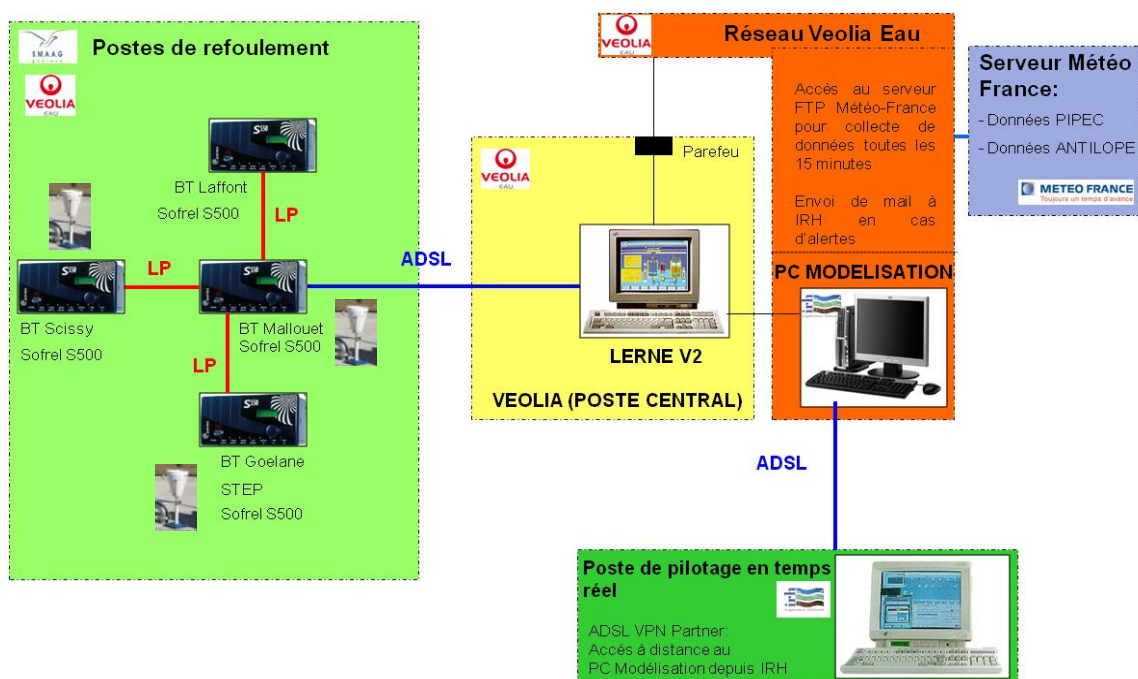 S.M.A.A.G
Postes de refoulement
VEOLIA
EAU
S550
BT Laffont
Sofrel S500
LP
S550
LP
S550
BT Scissy
Sofrel S500
BT Mallouet
Sofrel S500
LP
S550
BT Goelane
STEP
Sofrel S500
ADSL
VEOLIA
EAU
Parefeu
LERNE V2
VEOLIA (POSTE CENTRAL)
VEOLIA
EAU
Réseau Veolia Eau
Accès au serveur
FTP Météo-France
pour collecte de
données toutes les
15 minutes
Envoi de mail à
IRH en cas
d'alertes
PC MODELISATION
Serveur Météo
France:
- Données PIPEC
- Données ANTILOPE
METEO FRANCE
Toujours un temps d'avance
ADSL
Poste de pilotage en temps
réel
ADSL VPN Partner:
Accès à distance au
PC Modélisation depuis IRH